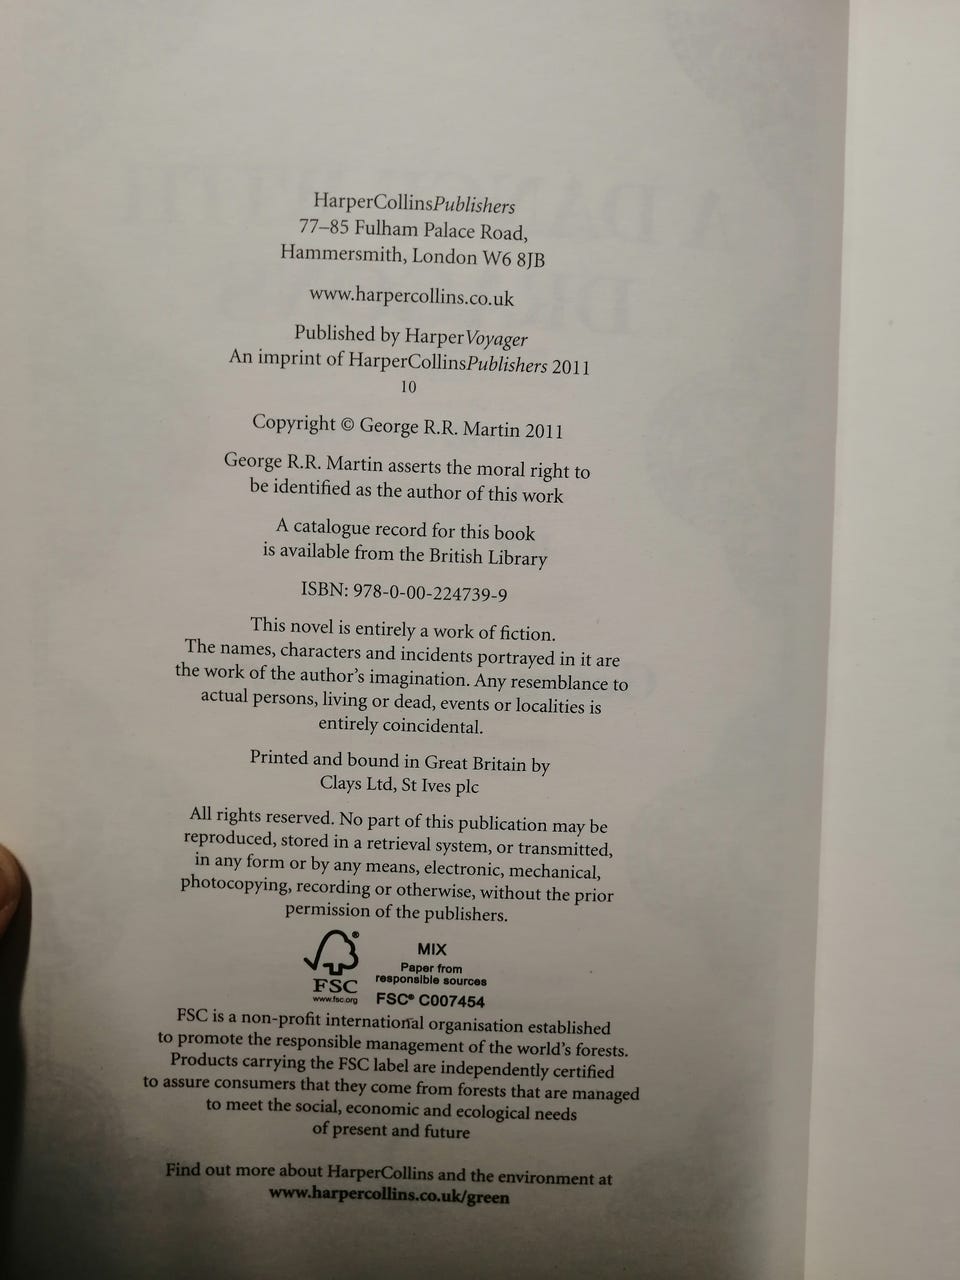 HarperCollinsPublishers
77–85 Fulham Palace Road,
Hammersmith, London W6 8JB
www.harpercollins.co.uk
Published by HarperVoyager
An imprint of HarperCollinsPublishers 2011
10
Copyright © George R.R. Martin 2011
George R.R. Martin asserts the moral right to
be identified as the author of this work
A catalogue record for this book
is available from the British Library
ISBN: 978-0-00-224739-9
This novel is entirely a work of fiction.
The names, characters and incidents portrayed in it are
the work of the author's imagination. Any resemblance to
actual persons, living or dead, events or localities is
entirely coincidental.
Printed and bound in Great Britain by
Clays Ltd, St Ives plc
All rights reserved. No part of this publication may be
reproduced, stored in a retrieval system, or transmitted,
in any form or by any means, electronic, mechanical,
photocopying, recording or otherwise, without the prior
permission of the publishers.
®
FSC
www.fsc.org
MIX
Paper from
responsible sources
FSC® C007454
FSC is a non-profit international organisation established
to promote the responsible management of the world's forests.
Products carrying the FSC label are independently certified
to assure consumers that they come from forests that are managed
to meet the social, economic and ecological needs
of present and future
Find out more about HarperCollins and the environment at
www.harpercollins.co.uk/green